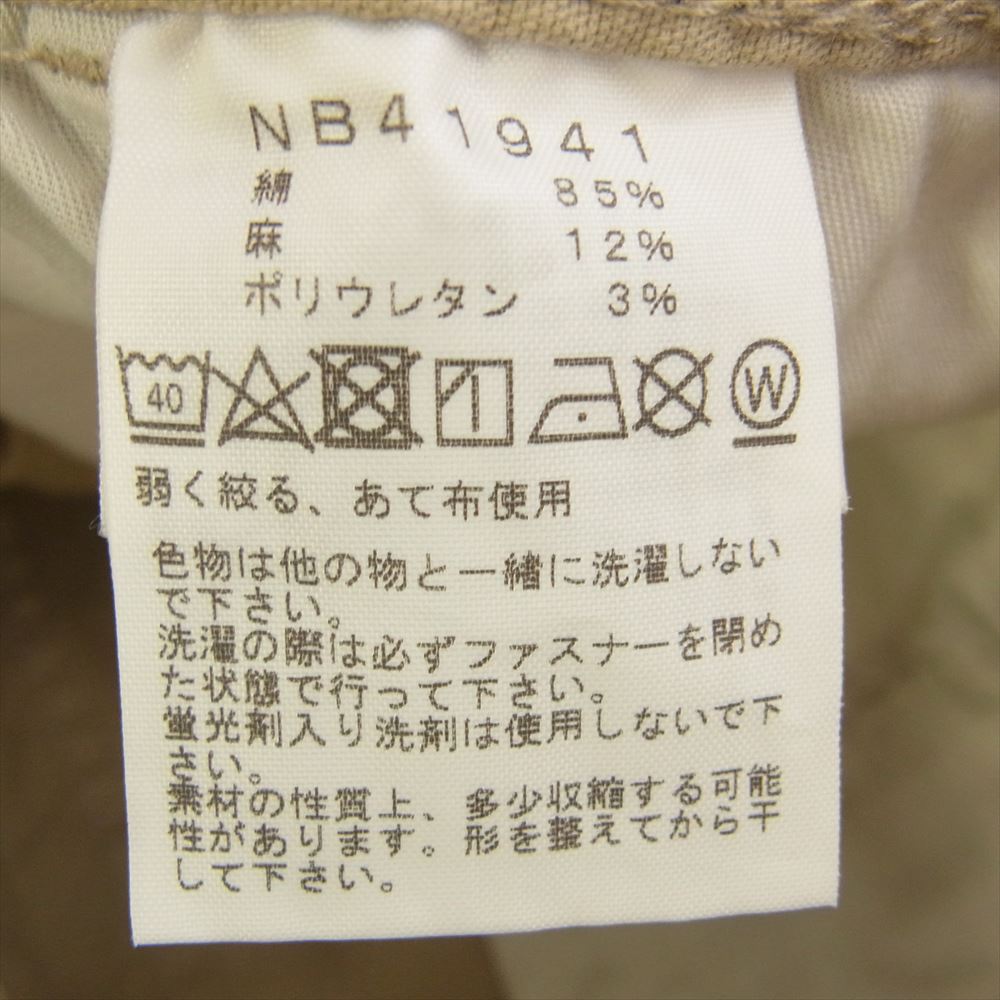 NB41941
綿 85%
麻 12%
ポリウレタン 3%
40 W
弱く絞る、あて布使用
色物は他の物と一緒に洗濯しない
で下さい。
洗濯の際は必ずファスナーを閉め
た状態で行って下さい。
蛍光剤入り洗剤は使用しないで下
さい。
素材の性質上、多少収縮する可能
性があります。形を整えてから干
して下さい。